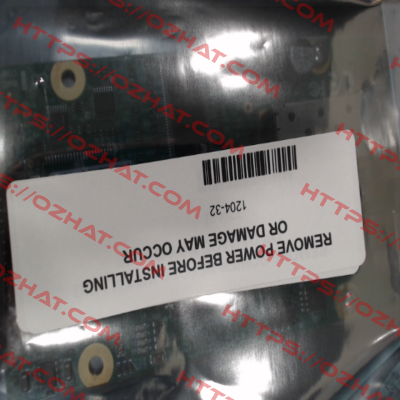 REMOVE POWER BEFORE INSTALLING
OR DAMAGE MAY OCCUR
1204-32
HTTPS://OZHAT.COM